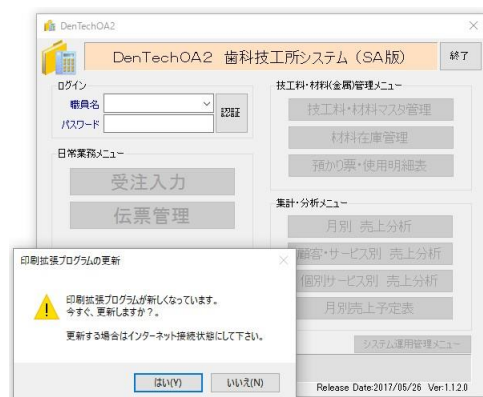 DenTechOA2
DenTechOA2 歯科技工所システム (SA版)
終了
ログイン
職員名
認証
パスワード
日常業務メニュー
受注入力
伝票管理
技工料・材料(金属)管理メニュー
技工料・材料マスタ管理
材料在庫管理
預かり票・使用明細表
集計・分析メニュー
月別 売上分析
顧客・サービス別 売上分析
個別サービス別 売上分析
月別売上予定表
システム運用管理メニュー
印刷拡張プログラムの更新
印刷拡張プログラムが新しくなっています。
今すぐ、更新しますか？。
更新する場合はインターネット接続状態にして下さい。
はい(Y)
いいえ(N)
Release Date:2017/05/26 Ver:1.1.2.0